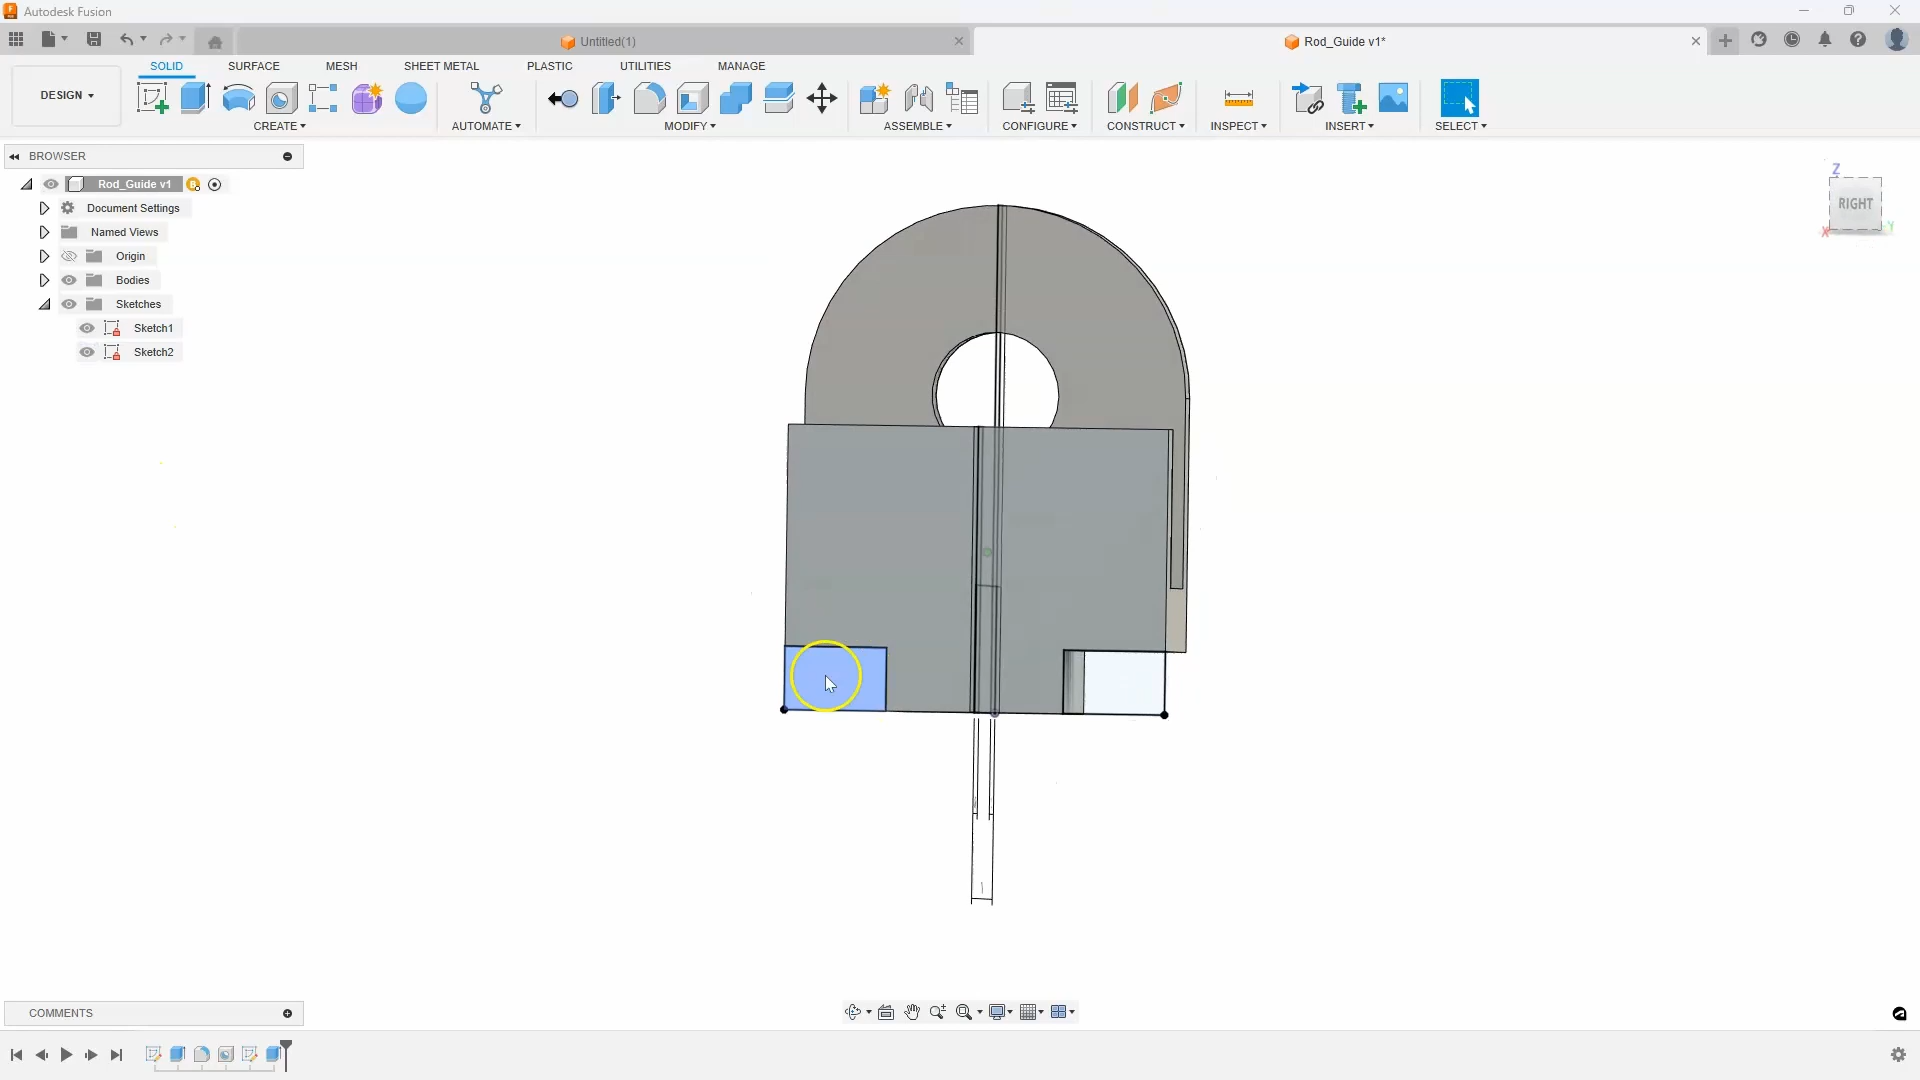 Autodesk Fusion
Untitled(1)
Rod_Guide v1*
DESIGN
SOLID SURFACE MESH SHEET METAL PLASTIC UTILITIES MANAGE
CREATE AUTOMATE MODIFY ASSEMBLE CONFIGURE CONSTRUCT INSPECT INSERT SELECT
BROWSER
Rod_Guide v1
Document Settings
Named Views
Origin
Bodies
Sketches
Sketch1
Sketch2
Z
RIGHT
X
Y
COMMENTS